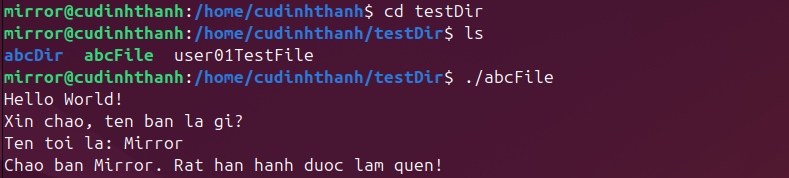 mirror@cudinhthanh:/home/cudinhthanh$ cd testDir
mirror@cudinhthanh:/home/cudinhthanh/testDir$ ls
abcDir  abcFile  user01TestFile
mirror@cudinhthanh:/home/cudinhthanh/testDir$ ./abcFile
Hello World!
Xin chao, ten ban la gi?
Ten toi la: Mirror
Chao ban Mirror. Rat han hanh duoc lam quen!